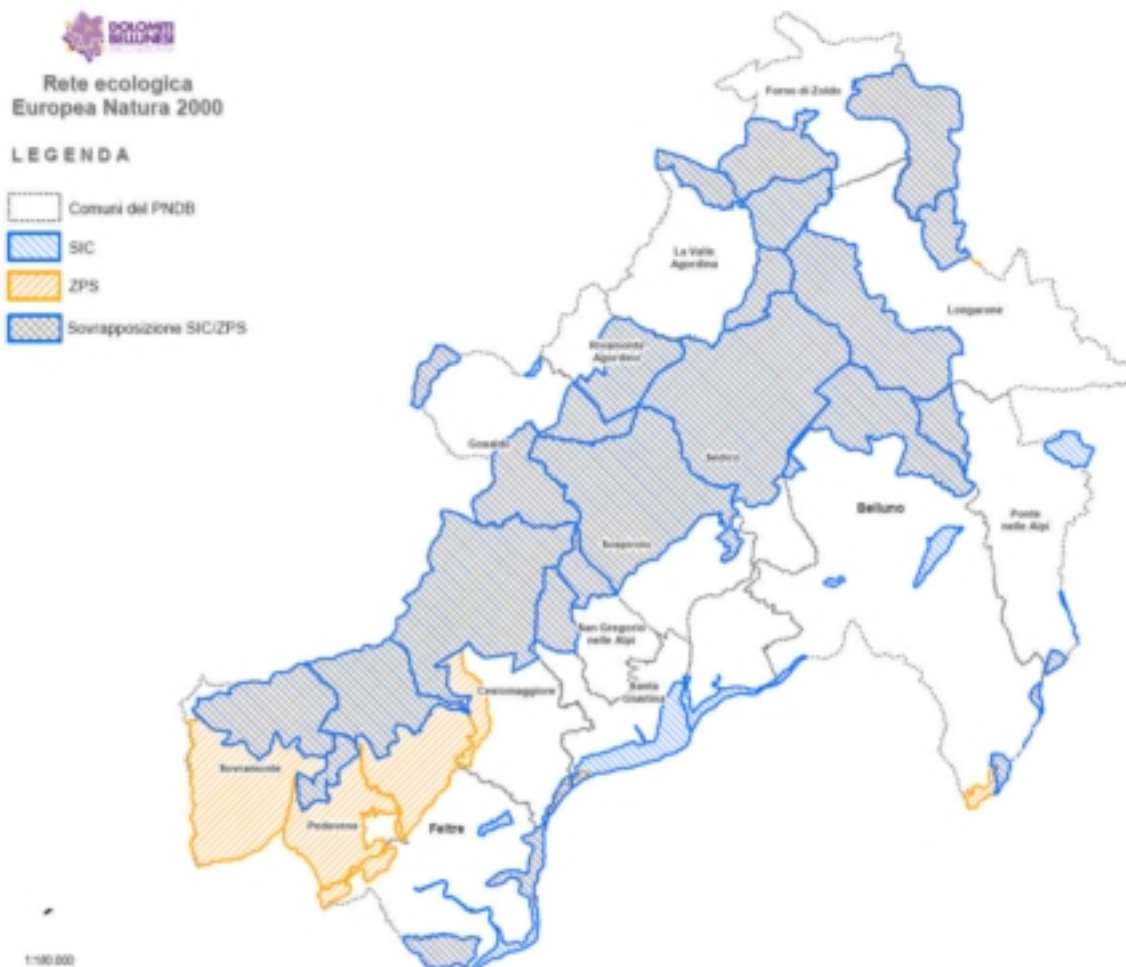 DOLOMITI
BELLUNESI
Rete ecologica
Europea Natura 2000
LEGENDA
Comuni del PNDB
SIC
ZPS
Sovrapposizione SIC/ZPS
Forno di Zoldo
La Valle
Agordina
Longarone
Rivamonte
Agordino
Gosaldo
Sedico
Belluno
Ponte
nelle Alpi
Sospirolo
San Gregorio
nelle Alpi
Santa
Giustina
Cesiomaggiore
Sovramonte
Pedavena
Feltre
1:180.000